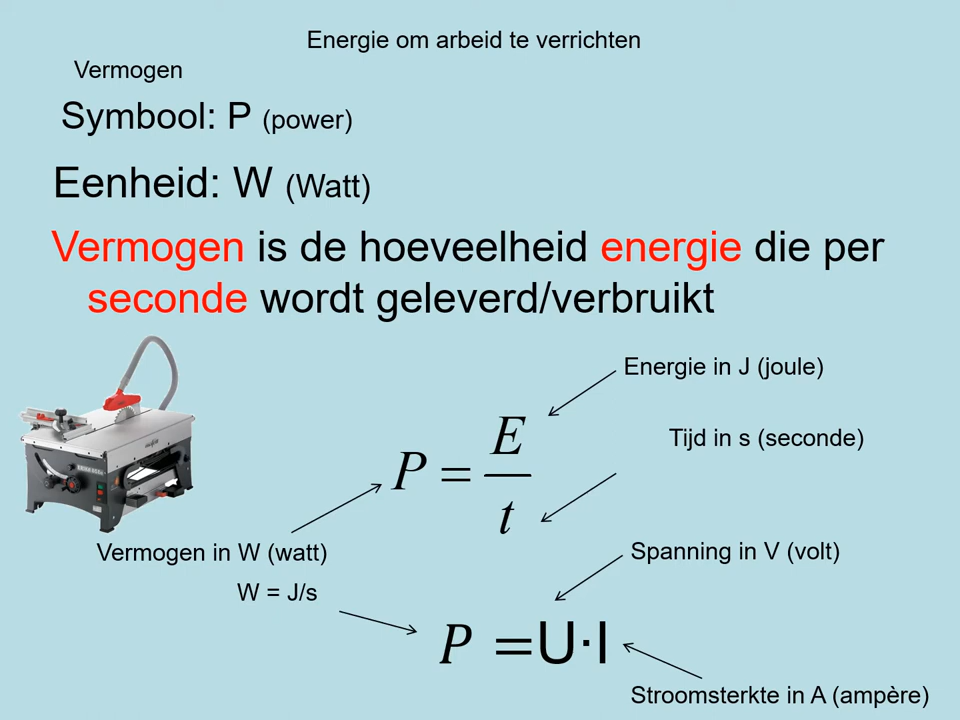 Energie om arbeid te verrichten
Vermogen
Symbool: P (power)
Eenheid: W (Watt)
Vermogen is de hoeveelheid energie die per
seconde wordt geleverd/verbruikt
Energie in J (joule)
Tijd in s (seconde)
P = E / t
Vermogen in W (watt)
W = J/s
Spanning in V (volt)
P = U·I
Stroomsterkte in A (ampère)